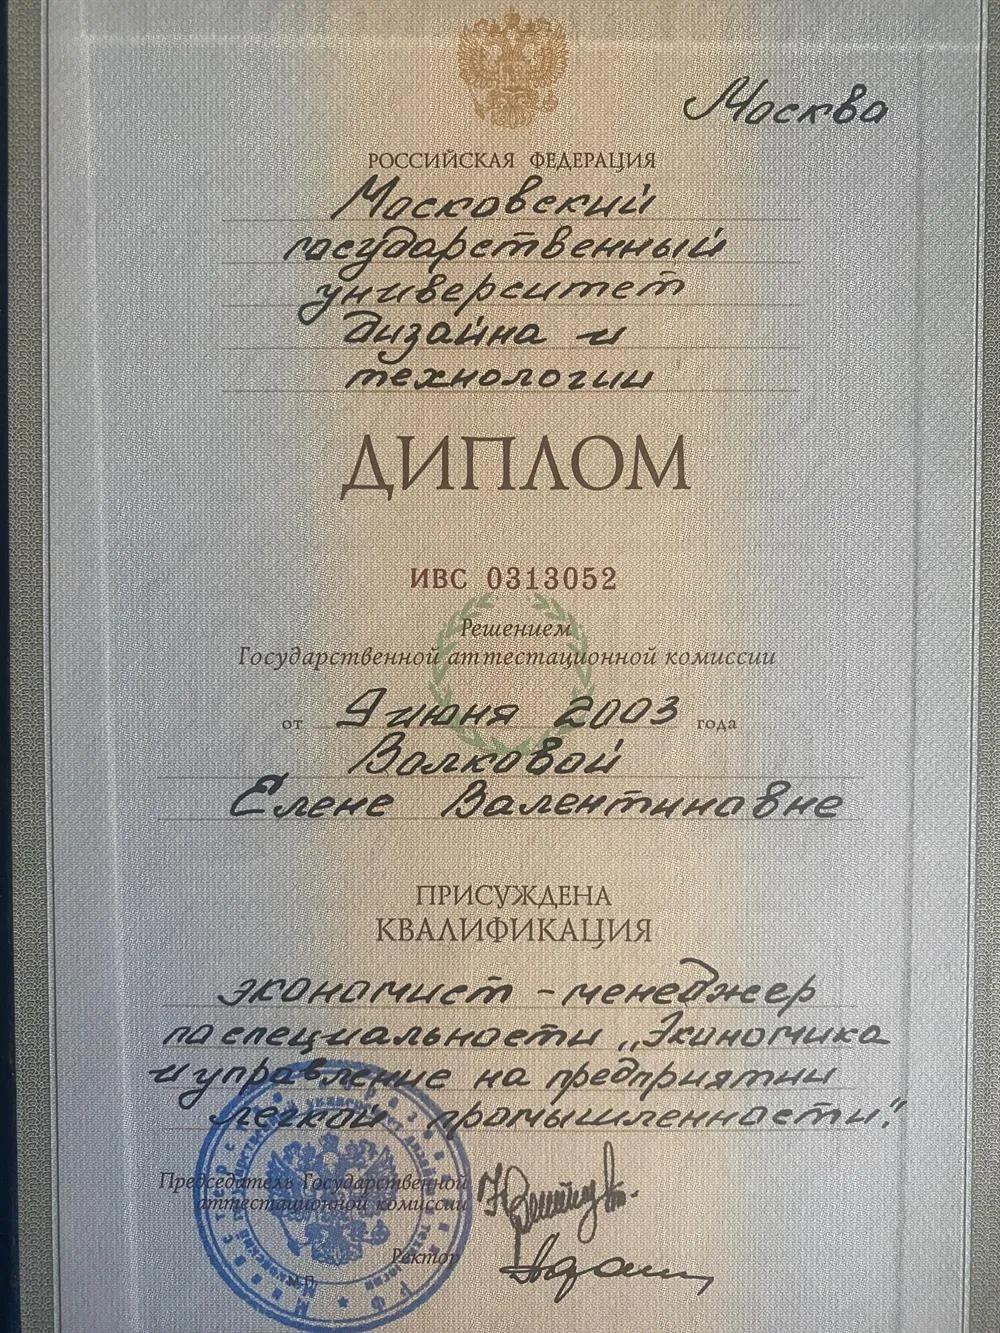 Москва
РОССИЙСКАЯ ФЕДЕРАЦИЯ
Московский
государственный
университет
дизайна и
технологии
ДИПЛОМ
ИВС 0313052
Решением
Государственной аттестационной комиссии
от 9 июня 2003 года
Волковой
Елене Валентиновне
ПРИСУЖДЕНА
КВАЛИФИКАЦИЯ
экономист - менеджер
по специальности „Экономика
и управление на предприятии
легкой промышленности".
Председатель Государственной
аттестационной комиссии
Ректор
М.П.